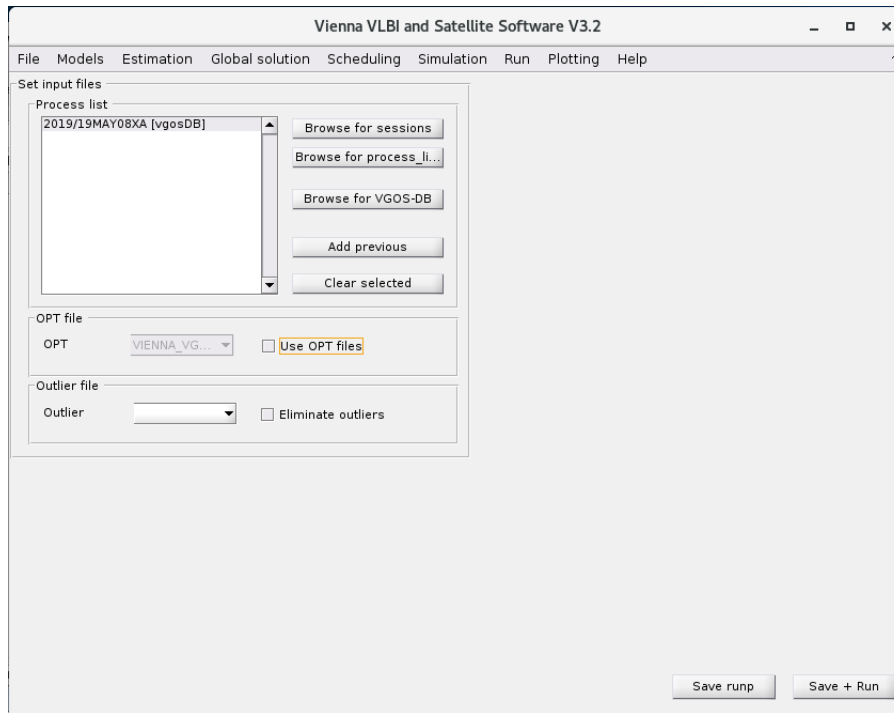 Vienna VLBI and Satellite Software V3.2
File Models Estimation Global solution Scheduling Simulation Run Plotting Help
Set input files
Process list
2019/19MAY08XA [vgosDB]
Browse for sessions
Browse for process_li...
Browse for VGOS-DB
Add previous
Clear selected
OPT file
OPT VIENNA_VG... Use OPT files
Outlier file
Outlier Eliminate outliers
Save runp Save + Run